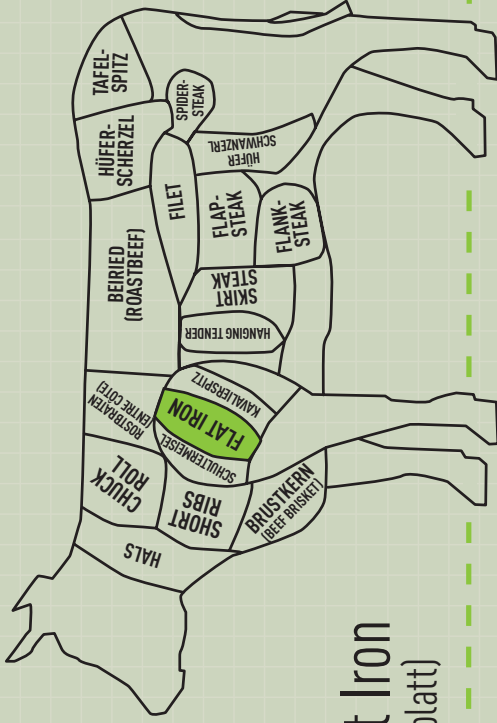 TAFEL-
SPITZ
HÜFER-
SCHERZEL
SPIDER-
STEAK
HÜFER
SCHWANZERL
FILET
FLAP-
STEAK
FLANK-
STEAK
BEIRIED
(ROASTBEEF)
SKIRT
STEAK
HANGING TENDER
ROSTBRATEN
(ENTRE COTE)
KAVALIERSPITZ
FLAT IRON
SCHULTERMEISEL
CHUCK
ROLL
SHORT
RIBS
BRUSTKERN
(BEEF BRISKET)
HALS
t Iron
blatt)